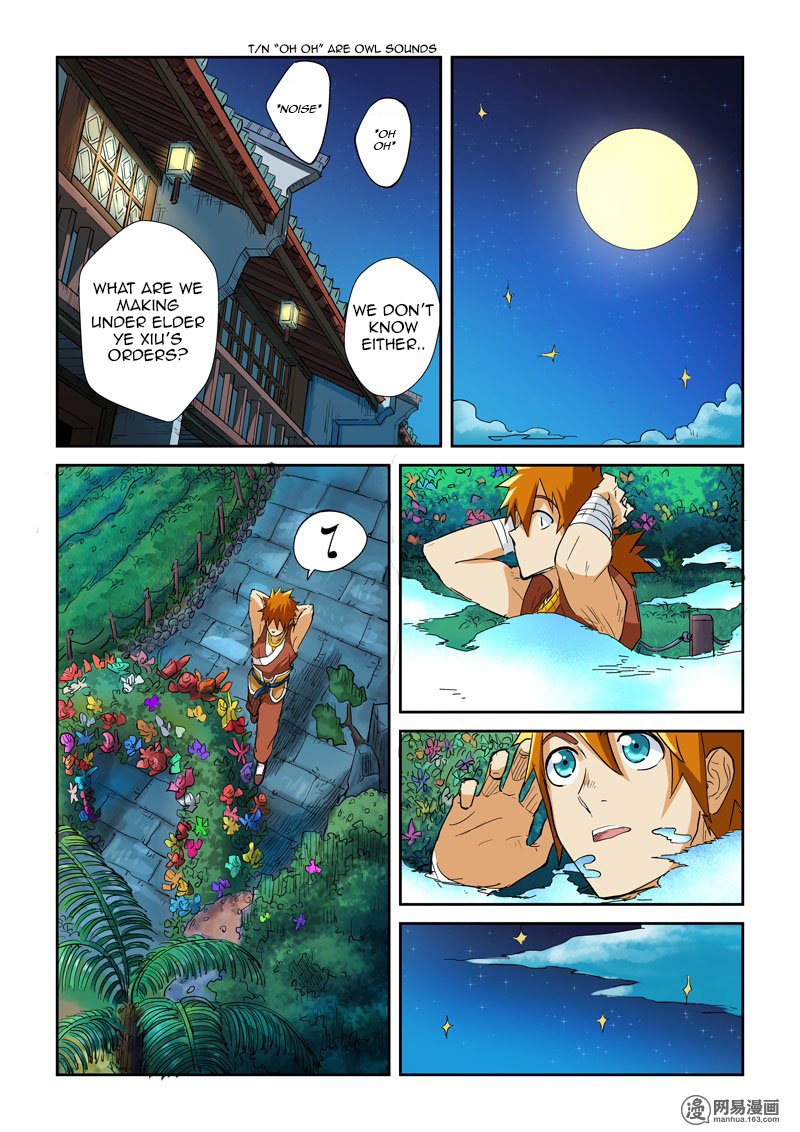 T/N "OH OH" ARE OWL SOUNDS
*NOISE*
*OH
OH*
WHAT ARE WE
MAKING
UNDER ELDER
YE XIU'S
ORDERS?
WE DON'T
KNOW
EITHER..
漫 网易漫画
manhua.163.com